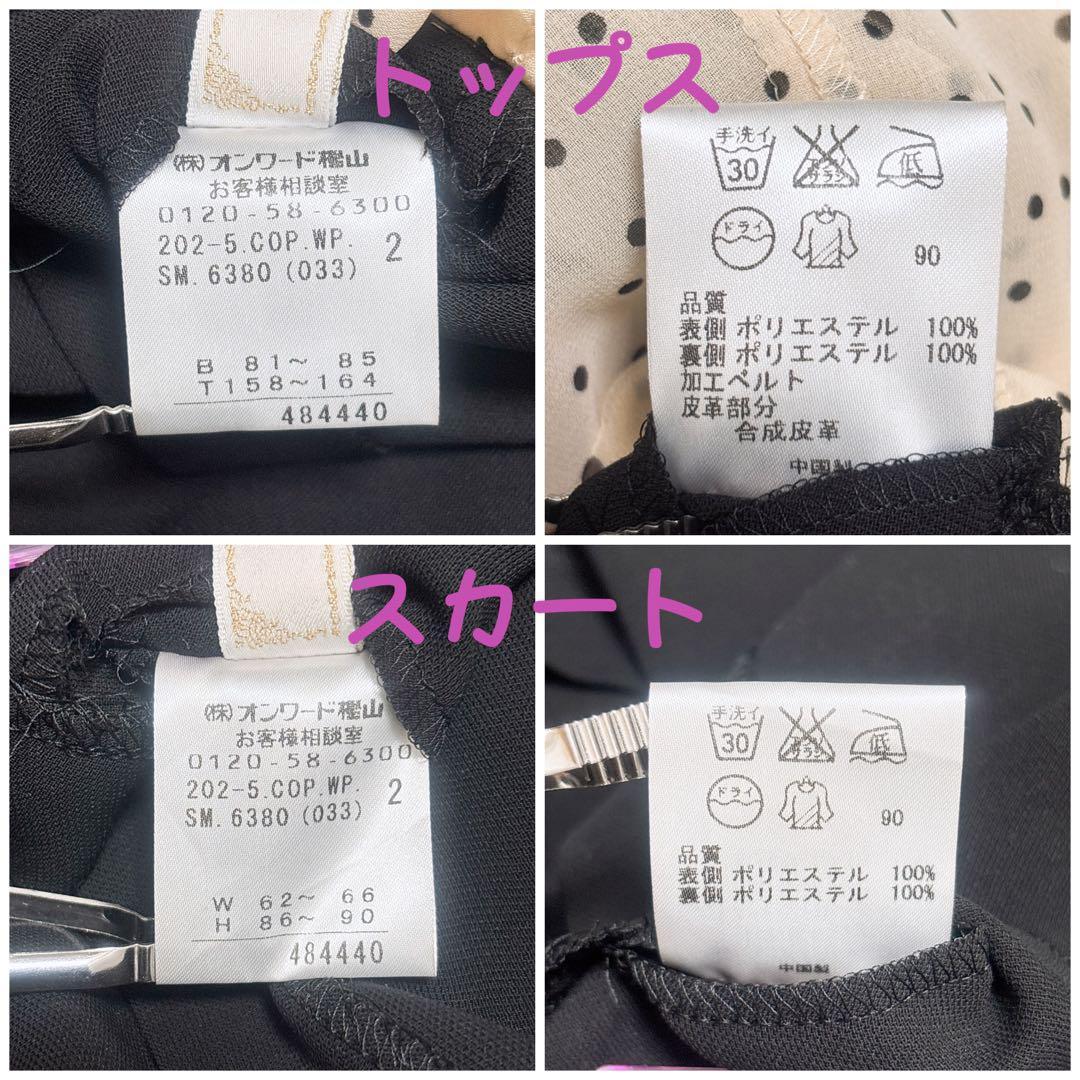 トップス
(株)オンワード樫山
お客様相談室
0120-58-6300
202-5.COP.WP. 2
SM.6380 (033)
B 81~ 85
T 158~164
484440
手洗イ
30
低
ドライ
90
品質
表側 ポリエステル 100%
裏側 ポリエステル 100%
加工ベルト
皮革部分
合成皮革
中国製
スカート
(株)オンワード樫山
お客様相談室
0120-58-6300
202-5.COP.WP. 2
SM.6380 (033)
W 62~ 66
H 86~ 90
484440
手洗イ
30
低
ドライ
90
品質
表側 ポリエステル 100%
裏側 ポリエステル 100%
中国製